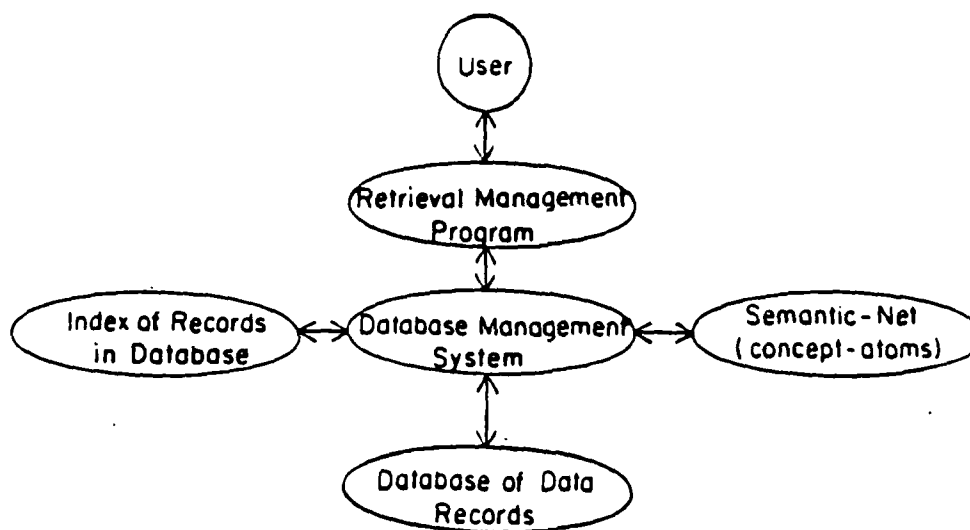 User
Retrieval Management
Program
Index of Records
in Database
Database Management
System
Semantic-Net
(concept-atoms)
Database of Data
Records